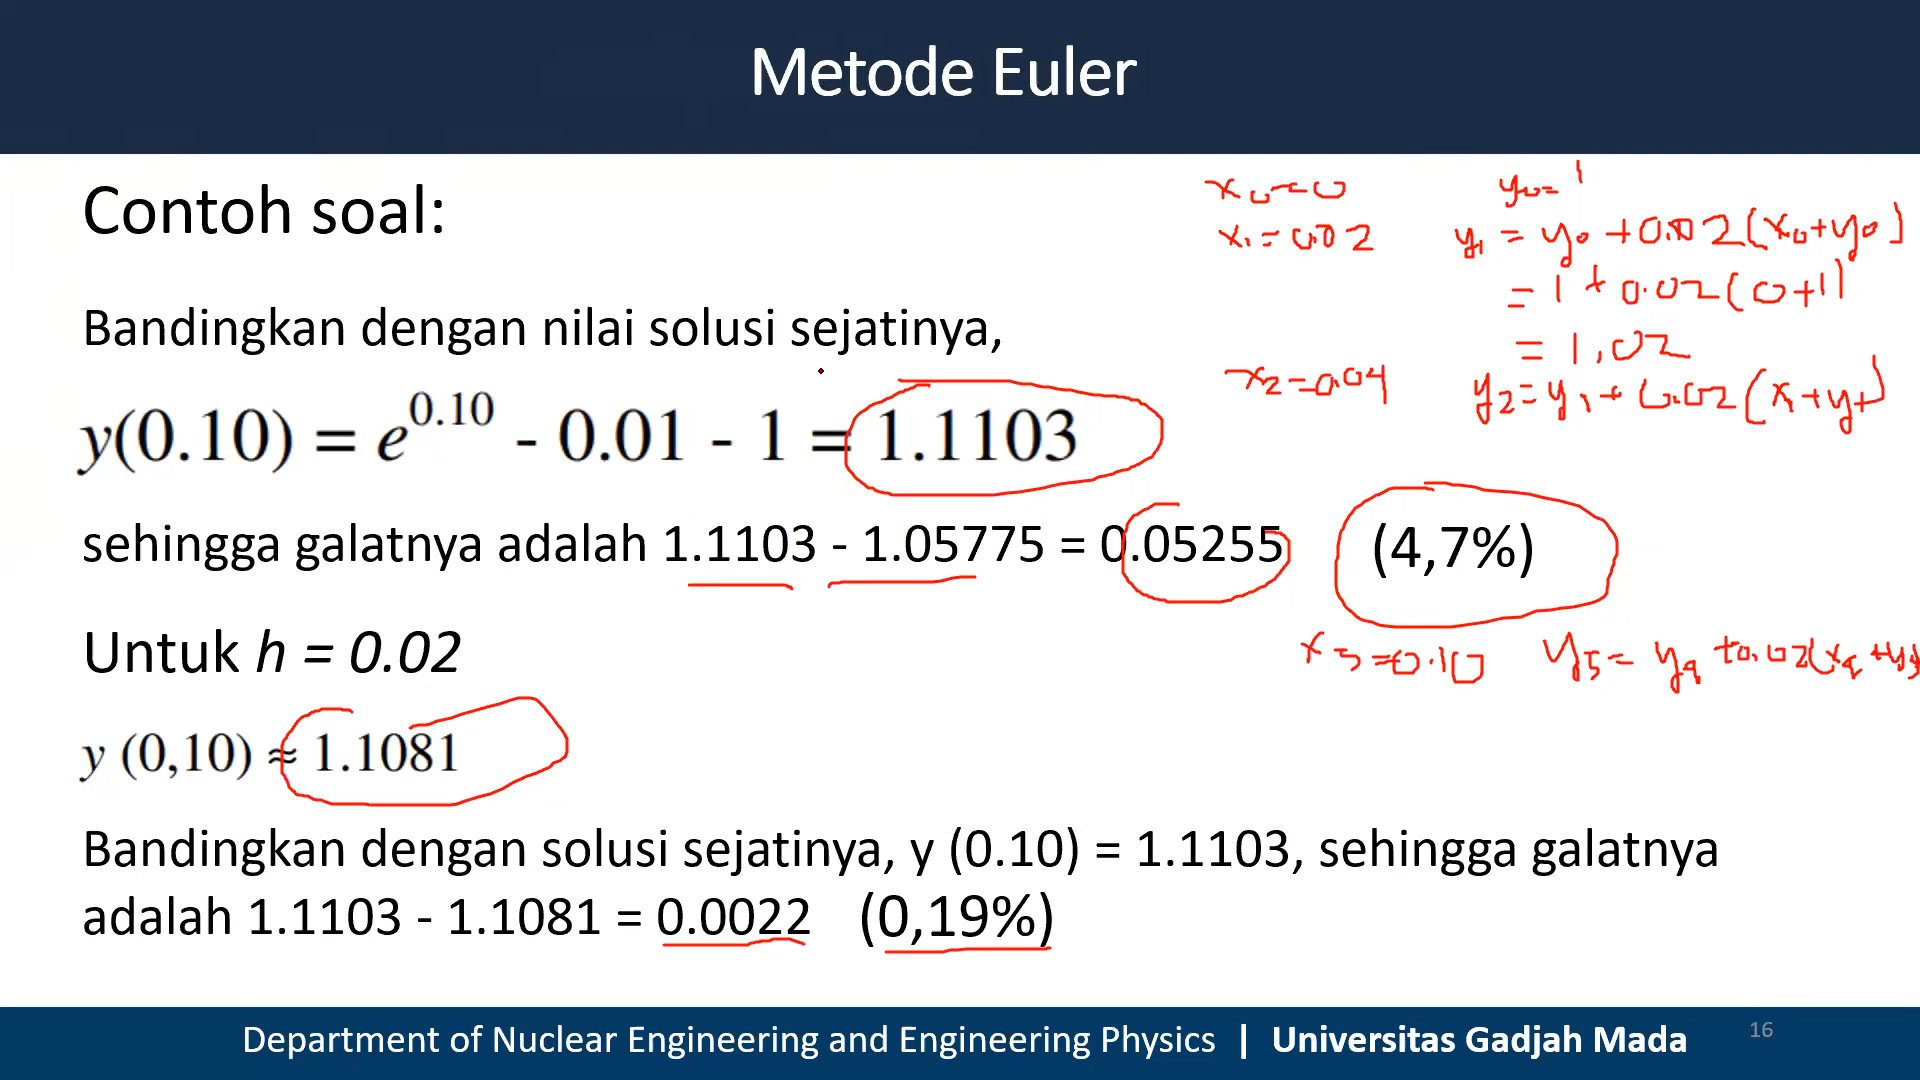 Metode Euler
Contoh soal:
x0=0
y0=1
x1=0.02
y1 = y0 +0.02(x0+y0)
= 1 + 0.02(0+1)
= 1,02
Bandingkan dengan nilai solusi sejatinya,
x2=0.04
y2=y1+0.02(x1+y1)
y(0.10) = e^0.10 - 0.01 - 1 = 1.1103
sehingga galatnya adalah 1.1103 - 1.05775 = 0.05255 (4,7%)
Untuk h = 0.02
x5=0.10
y5= y4 +0.02(x4+y4
y (0,10) ≈ 1.1081
Bandingkan dengan solusi sejatinya, y (0.10) = 1.1103, sehingga galatnya
adalah 1.1103 - 1.1081 = 0.0022 (0,19%)
Department of Nuclear Engineering and Engineering Physics | Universitas Gadjah Mada
16